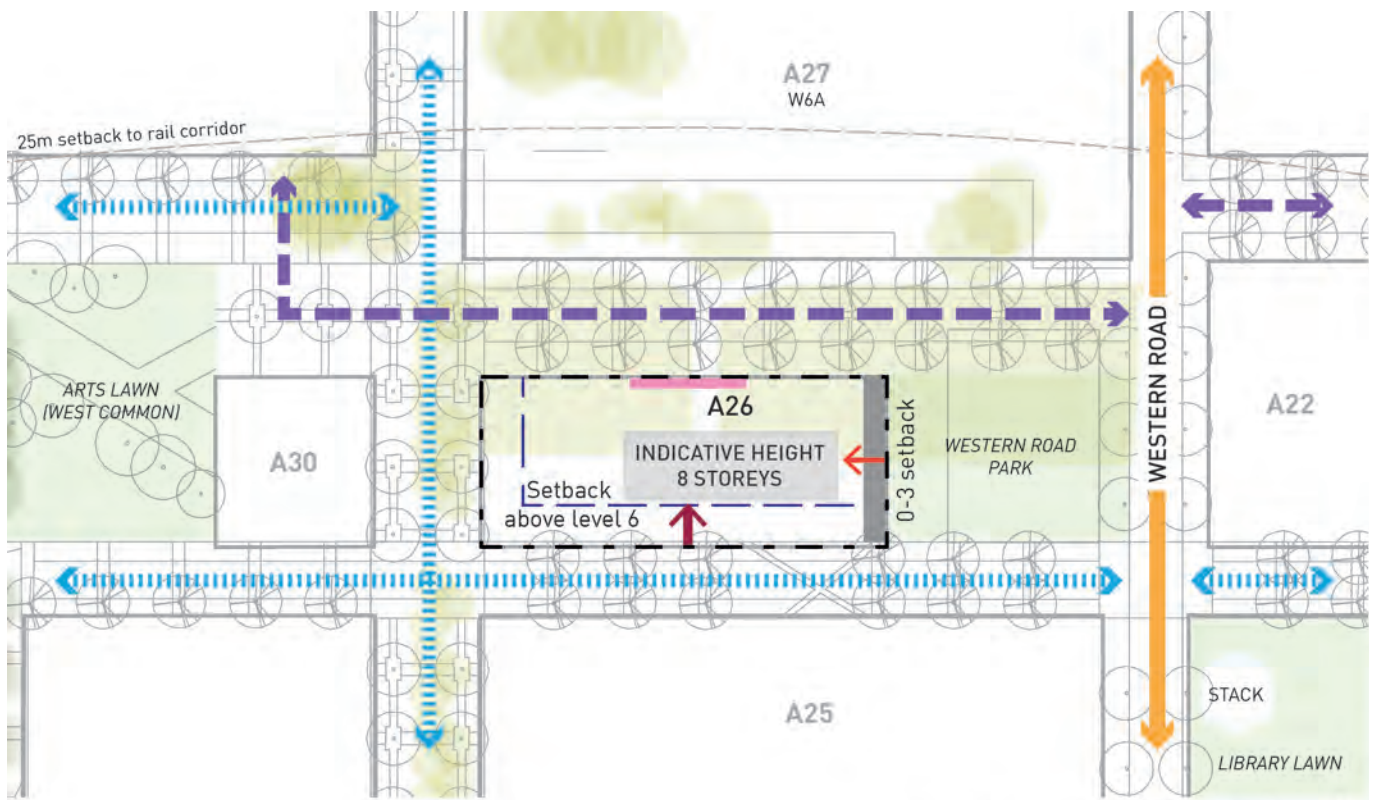 A27
W6A
25m setback to rail corridor
ARTS LAWN
(WEST COMMON)
A30
A26
INDICATIVE HEIGHT
8 STOREYS
Setback
above level 6
0-3 setback
WESTERN ROAD
PARK
WESTERN ROAD
A22
A25
STACK
LIBRARY LAWN